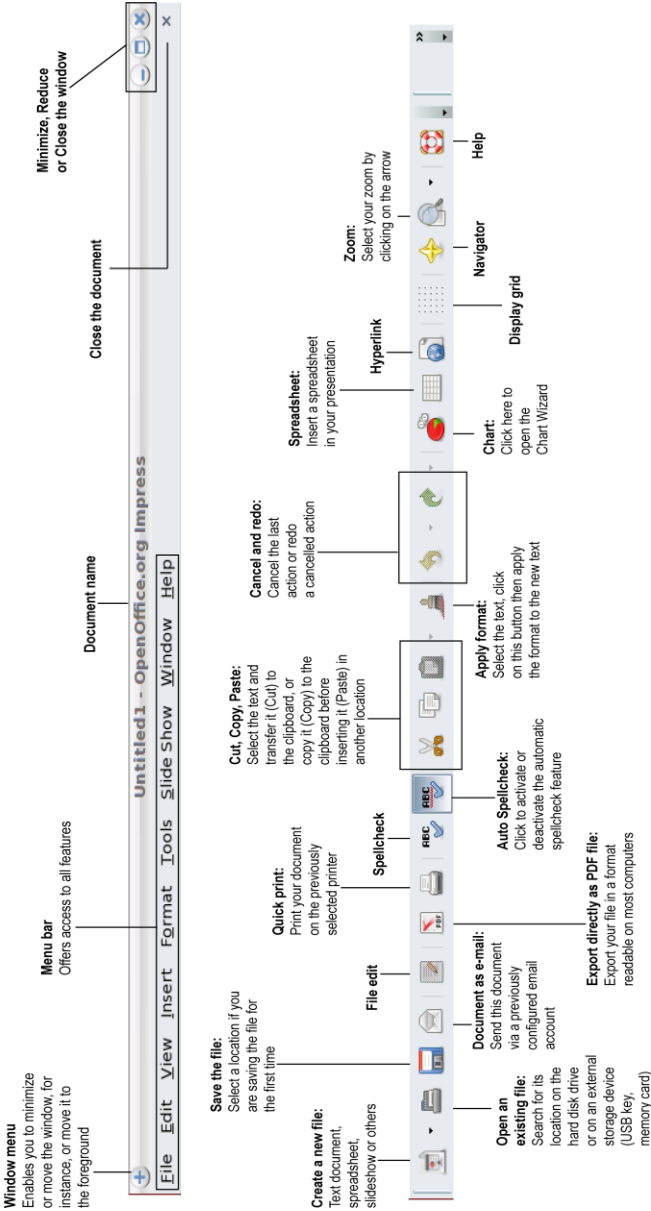 Window menu
Enables you to minimize
or move the window, for
instance, or move it to
the foreground
Menu bar
Offers access to all features
Document name
Close the document
Minimize, Reduce
or Close the window
Untitled1 - OpenOffice.org Impress
File Edit View Insert Format Tools Slide Show Window Help
Create a new file:
Text document,
spreadsheet,
slideshow or others
Save the file:
Select a location if you
are saving the file for
the first time
File edit
Quick print:
Print your document
on the previously
selected printer
Spellcheck
Cut, Copy, Paste:
Select the text and
transfer it (Cut) to
the clipboard, or
copy it (Copy) to the
clipboard before
inserting it (Paste) in
another location
Cancel and redo:
Cancel the last
action or redo
a cancelled action
Spreadsheet:
Insert a spreadsheet
in your presentation
Hyperlink
Zoom:
Select your zoom by
clicking on the arrow
PDF
ABC
ABC
Open an
existing file:
Search for its
location on the
hard disk drive
or on an external
storage device
(USB key,
memory card)
Document as e-mail:
Send this document
via a previously
configured email
account
Export directly as PDF file:
Export your file in a format
readable on most computers
Auto Spellcheck:
Click to activate or
deactivate the automatic
spellcheck feature
Apply format:
Select the text, click
on this button then apply
the format to the new text
Chart:
Click here to
open the
Chart Wizard
Display grid
Navigator
Help